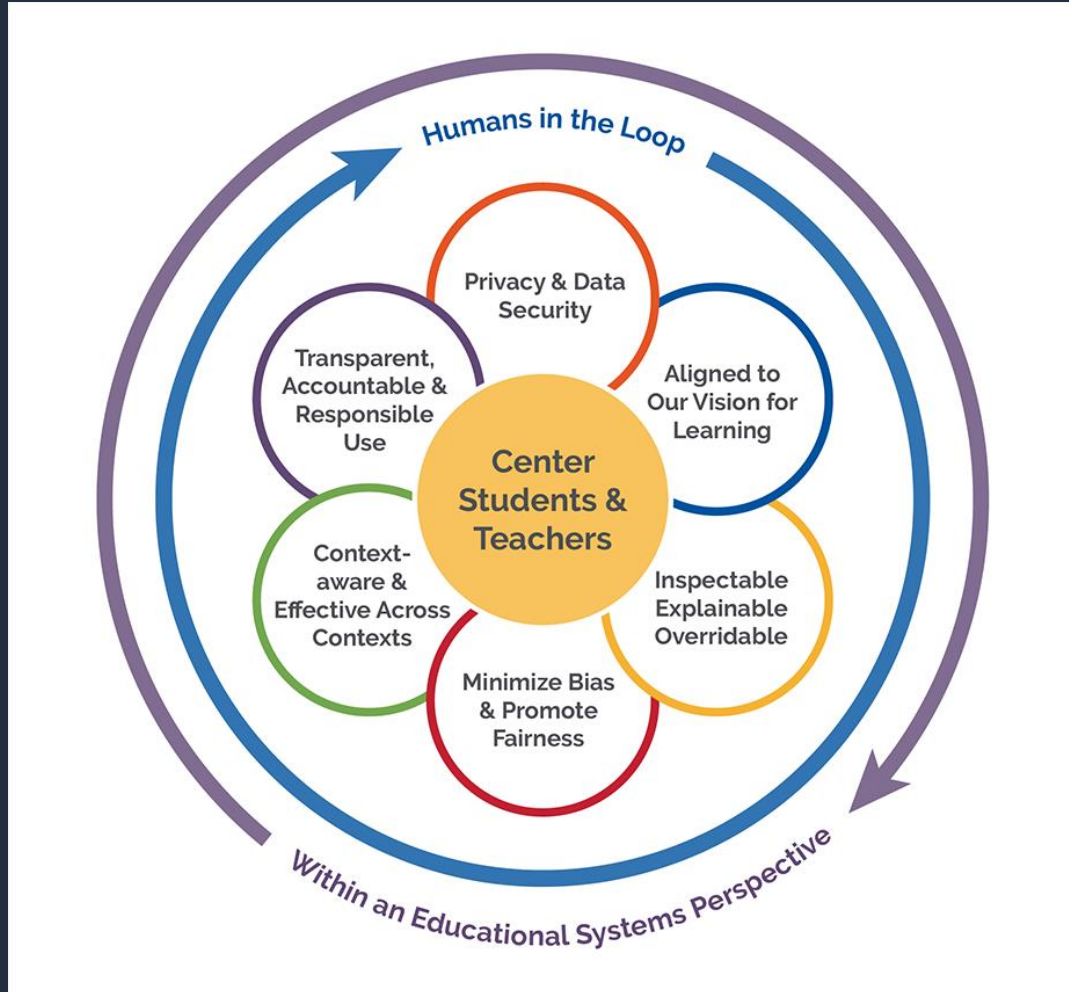 Humans in the Loop
Privacy & Data
Security
Aligned to
Our Vision for
Learning
Inspectable
Explainable
Overridable
Minimize Bias
& Promote
Fairness
Context-
aware &
Effective Across
Contexts
Transparent,
Accountable &
Responsible
Use
Center
Students &
Teachers
Within an Educational Systems Perspective